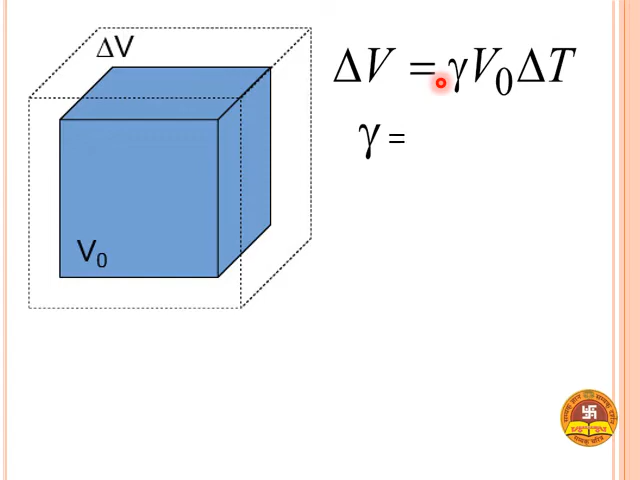 ΔV
ΔV = γV₀ΔT
γ =
V₀